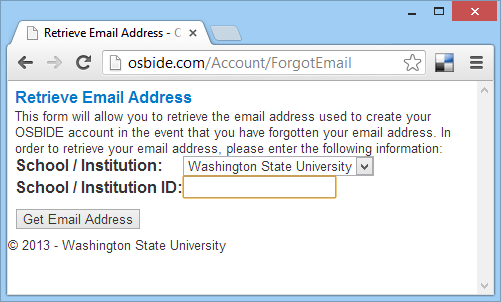 Retrieve Email Address - C
osbide.com/Account/ForgotEmail
Retrieve Email Address
This form will allow you to retrieve the email address used to create your
OSBIDE account in the event that you have forgotten your email address. In
order to retrieve your email address, please enter the following information:
School / Institution: Washington State University
School / Institution ID:
Get Email Address
© 2013 - Washington State University